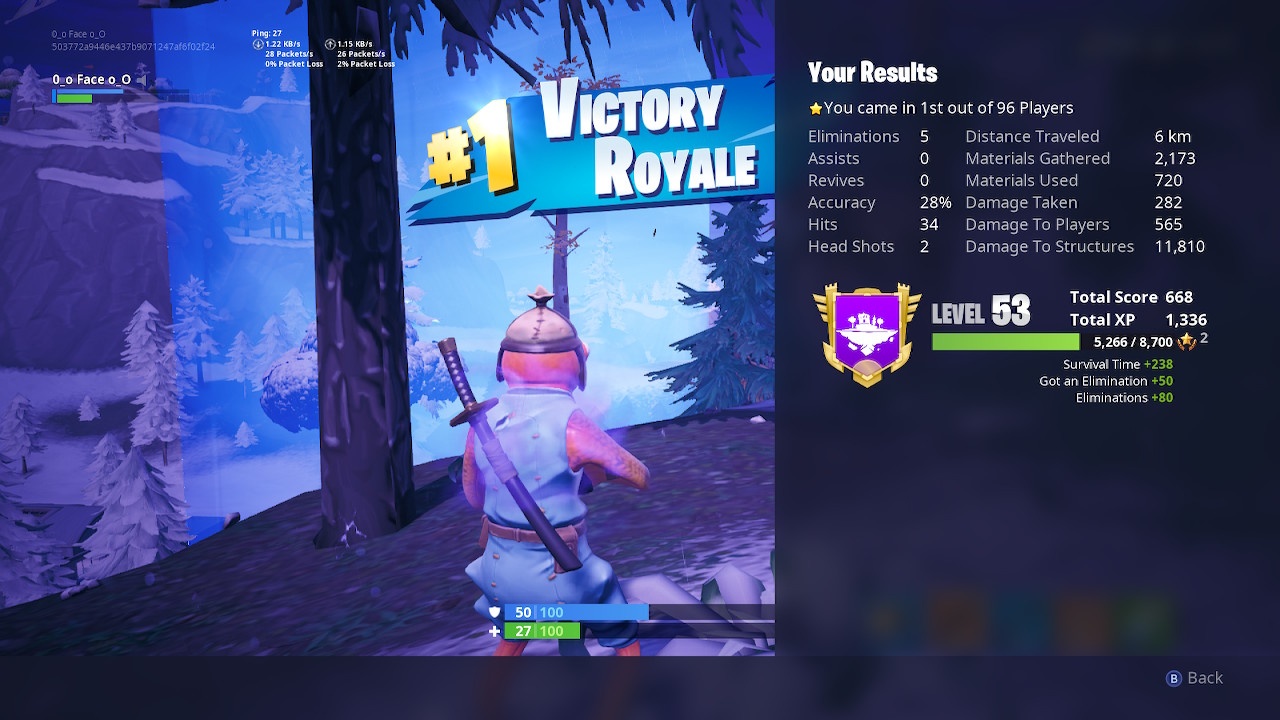 0_o Face o_O
503772a9446e437b9071247af6f02f24
Ping: 27
1.22 KB/s 1.15 KB/s
28 Packets/s 26 Packets/s
0% Packet Loss 2% Packet Loss
0_o Face o_O
#1 VICTORY
ROYALE
50 100
27 100
Your Results
You came in 1st out of 96 Players
Eliminations 5 Distance Traveled 6 km
Assists 0 Materials Gathered 2,173
Revives 0 Materials Used 720
Accuracy 28% Damage Taken 282
Hits 34 Damage To Players 565
Head Shots 2 Damage To Structures 11,810
LEVEL 53
Total Score 668
Total XP 1,336
5,266 / 8,700 2
Survival Time +238
Got an Elimination +50
Eliminations +80
B Back